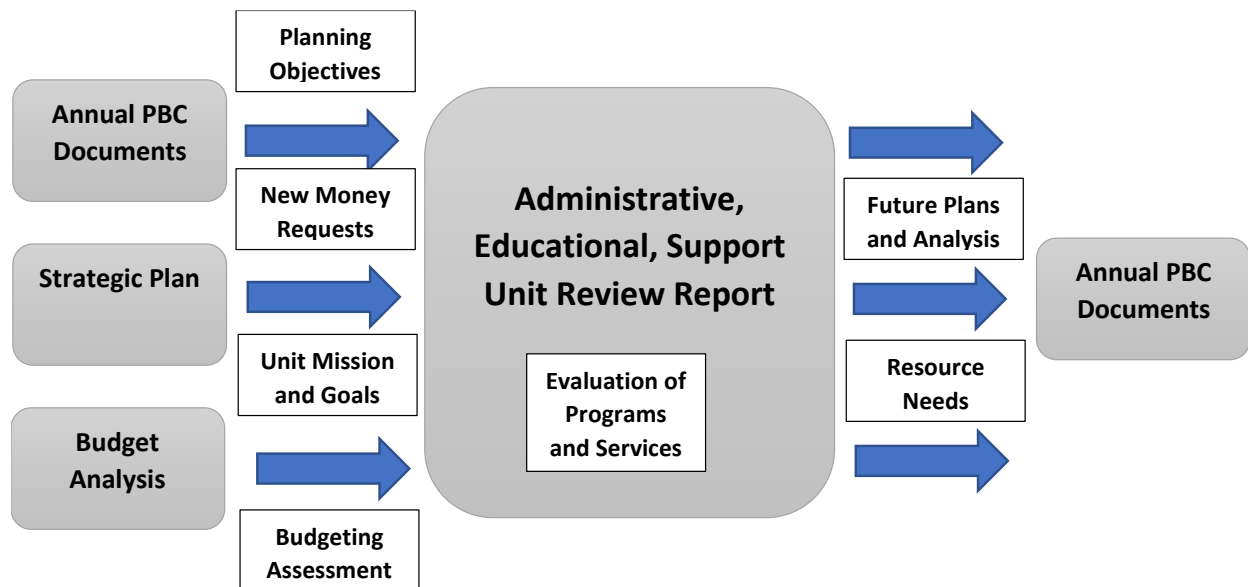 Planning
Objectives
Annual PBC
Documents
New Money
Requests
Strategic Plan
Unit Mission
and Goals
Budget
Analysis
Budgeting
Assessment
Administrative,
Educational, Support
Unit Review Report
Evaluation of
Programs
and Services
Future Plans
and Analysis
Resource
Needs
Annual PBC
Documents